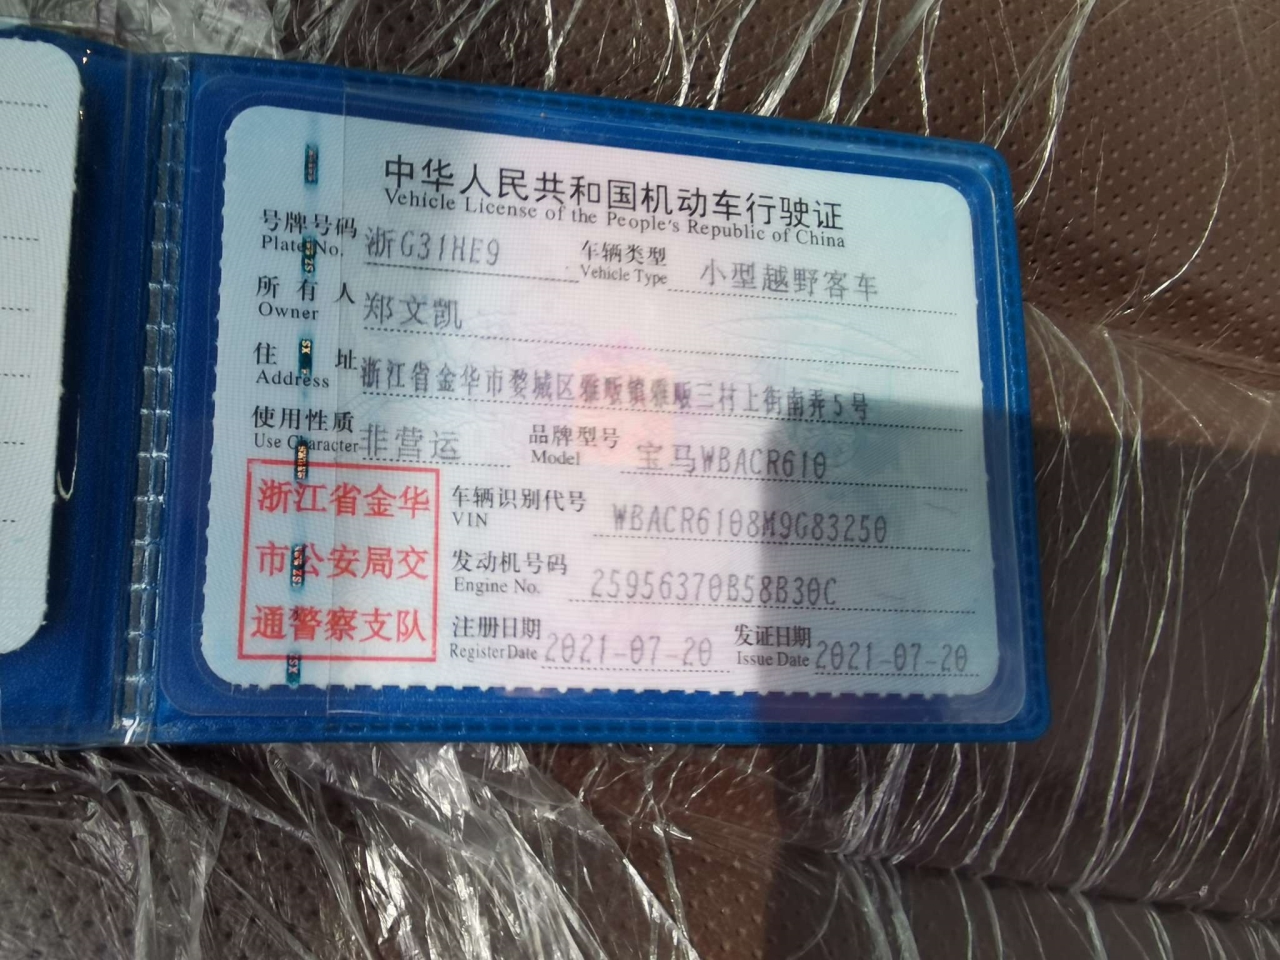 中华人民共和国机动车行驶证
Vehicle License of the People's Republic of China
号牌号码 浙G31HE9 车辆类型 小型越野客车
Plate No. Vehicle Type
所有人 郑文凯
Owner
住址 浙江省金华市婺城区雅畈镇雅畈三村上街南弄5号
Address
使用性质 非营运 品牌型号 宝马WBACR610
Use Character Model
浙江省金华
市公安局交
通警察支队
车辆识别代号 WBACR6108M9G83250
VIN
发动机号码 25956370B58B30C
Engine No.
注册日期 2021-07-20 发证日期 2021-07-20
Register Date Issue Date